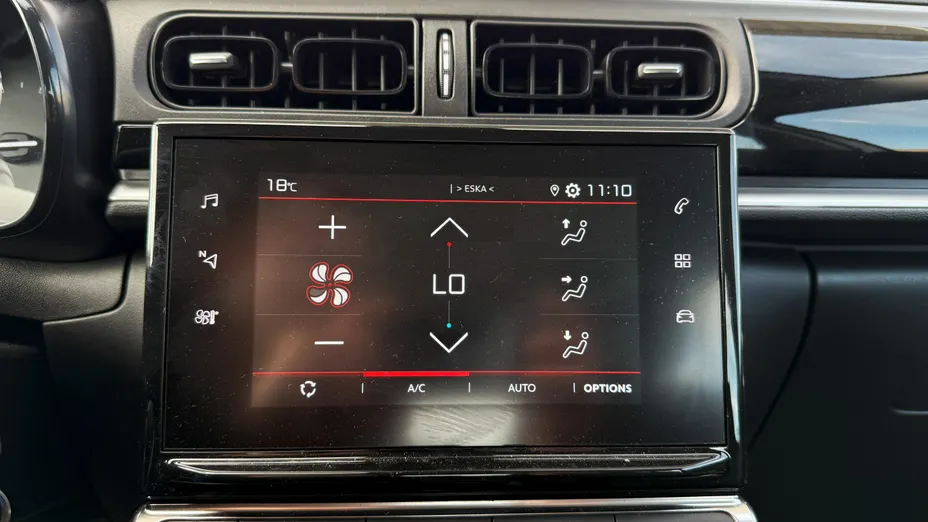 18°C
| > ESKA <
11:10
N
LO
A/C | AUTO | OPTIONS